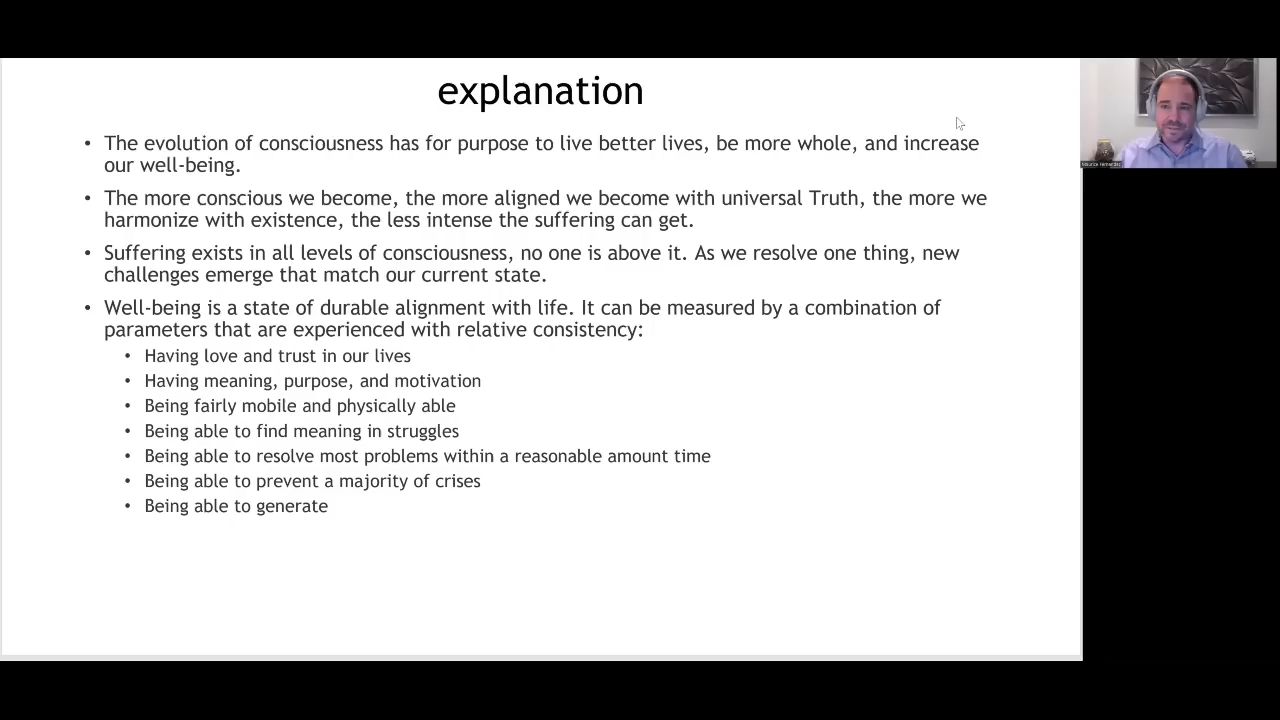 explanation
• The evolution of consciousness has for purpose to live better lives, be more whole, and increase
our well-being.
• The more conscious we become, the more aligned we become with universal Truth, the more we
harmonize with existence, the less intense the suffering can get.
• Suffering exists in all levels of consciousness, no one is above it. As we resolve one thing, new
challenges emerge that match our current state.
• Well-being is a state of durable alignment with life. It can be measured by a combination of
parameters that are experienced with relative consistency:
• Having love and trust in our lives
• Having meaning, purpose, and motivation
• Being fairly mobile and physically able
• Being able to find meaning in struggles
• Being able to resolve most problems within a reasonable amount time
• Being able to prevent a majority of crises
• Being able to generate
Maurice Fernandez